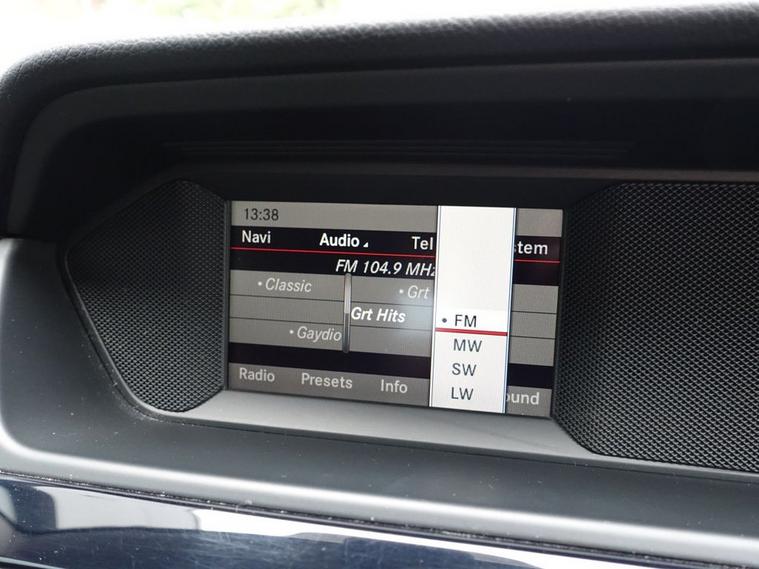 13:38
Navi Audio Tel stem
FM 104.9 MHz
• Classic • Grt
Grt Hits
• Gaydio
• FM
MW
SW
LW
Radio Presets Info ound